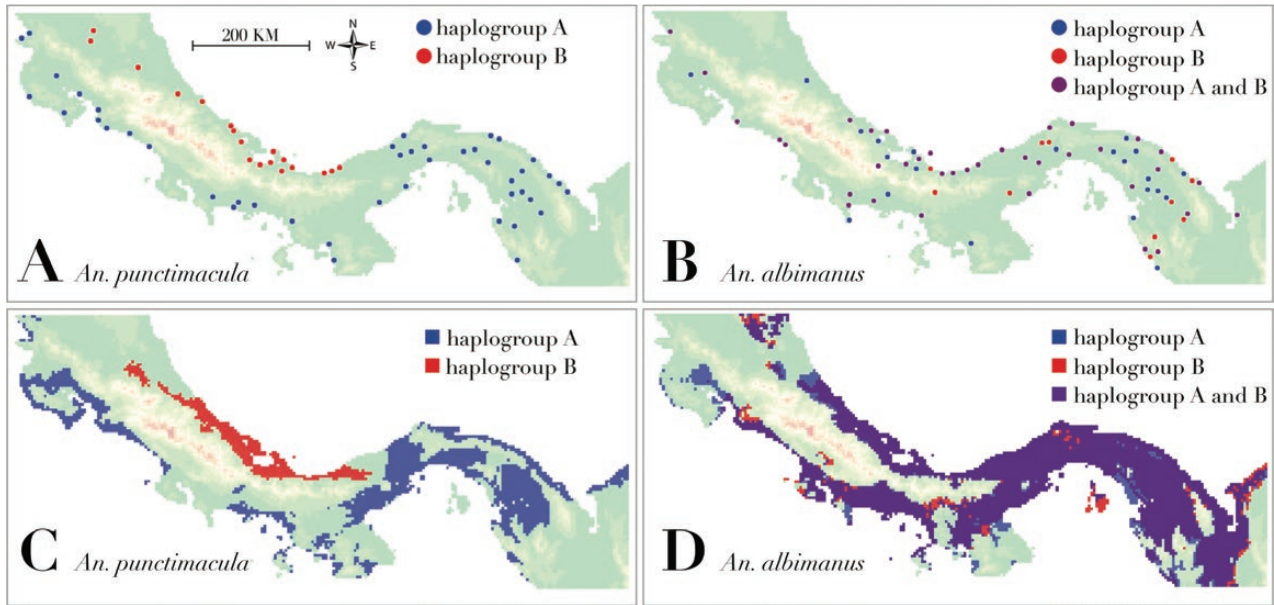 200 KM
N
W E
S
haplogroup A
haplogroup B
A An. punctimacula
haplogroup A
haplogroup B
haplogroup A and B
B An. albimanus
haplogroup A
haplogroup B
C An. punctimacula
haplogroup A
haplogroup B
haplogroup A and B
D An. albimanus